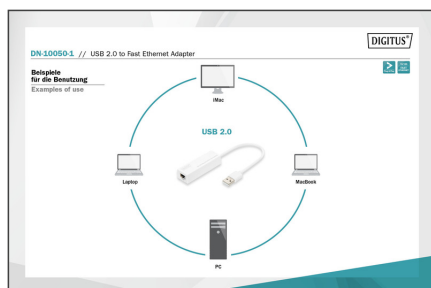 DIGITUS®
DN-10050-1 // USB 2.0 to Fast Ethernet Adapter
Beispiele
für die Benutzung
Examples of use
iMac
USB 2.0
Laptop
MacBook
PC